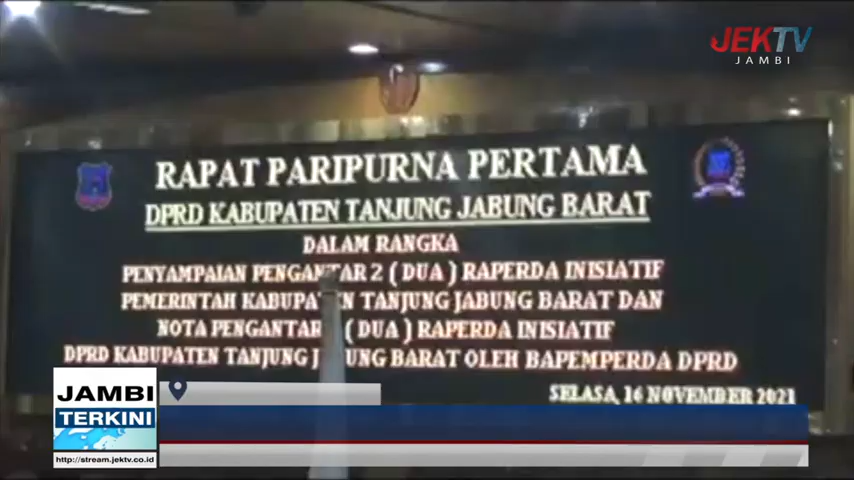 JEKTV
JAMBI
RAPAT PARIPURNA PERTAMA
DPRD KABUPATEN TANJUNG JABUNG BARAT
DALAM RANGKA
PENYAMPAIAN PENGANTAR 2 ( DUA ) RAPERDA INISIATIF
PEMERINTAH KABUPATEN TANJUNG JABUNG BARAT DAN
NOTA PENGANTAR ( DUA ) RAPERDA INISIATIF
DPRD KABUPATEN TANJUNG JABUNG BARAT OLEH BAPEMPERDA DPRD
SELASA, 16 NOVEMBER 2021
JAMBI
TERKINI
http://stream.jektv.co.id